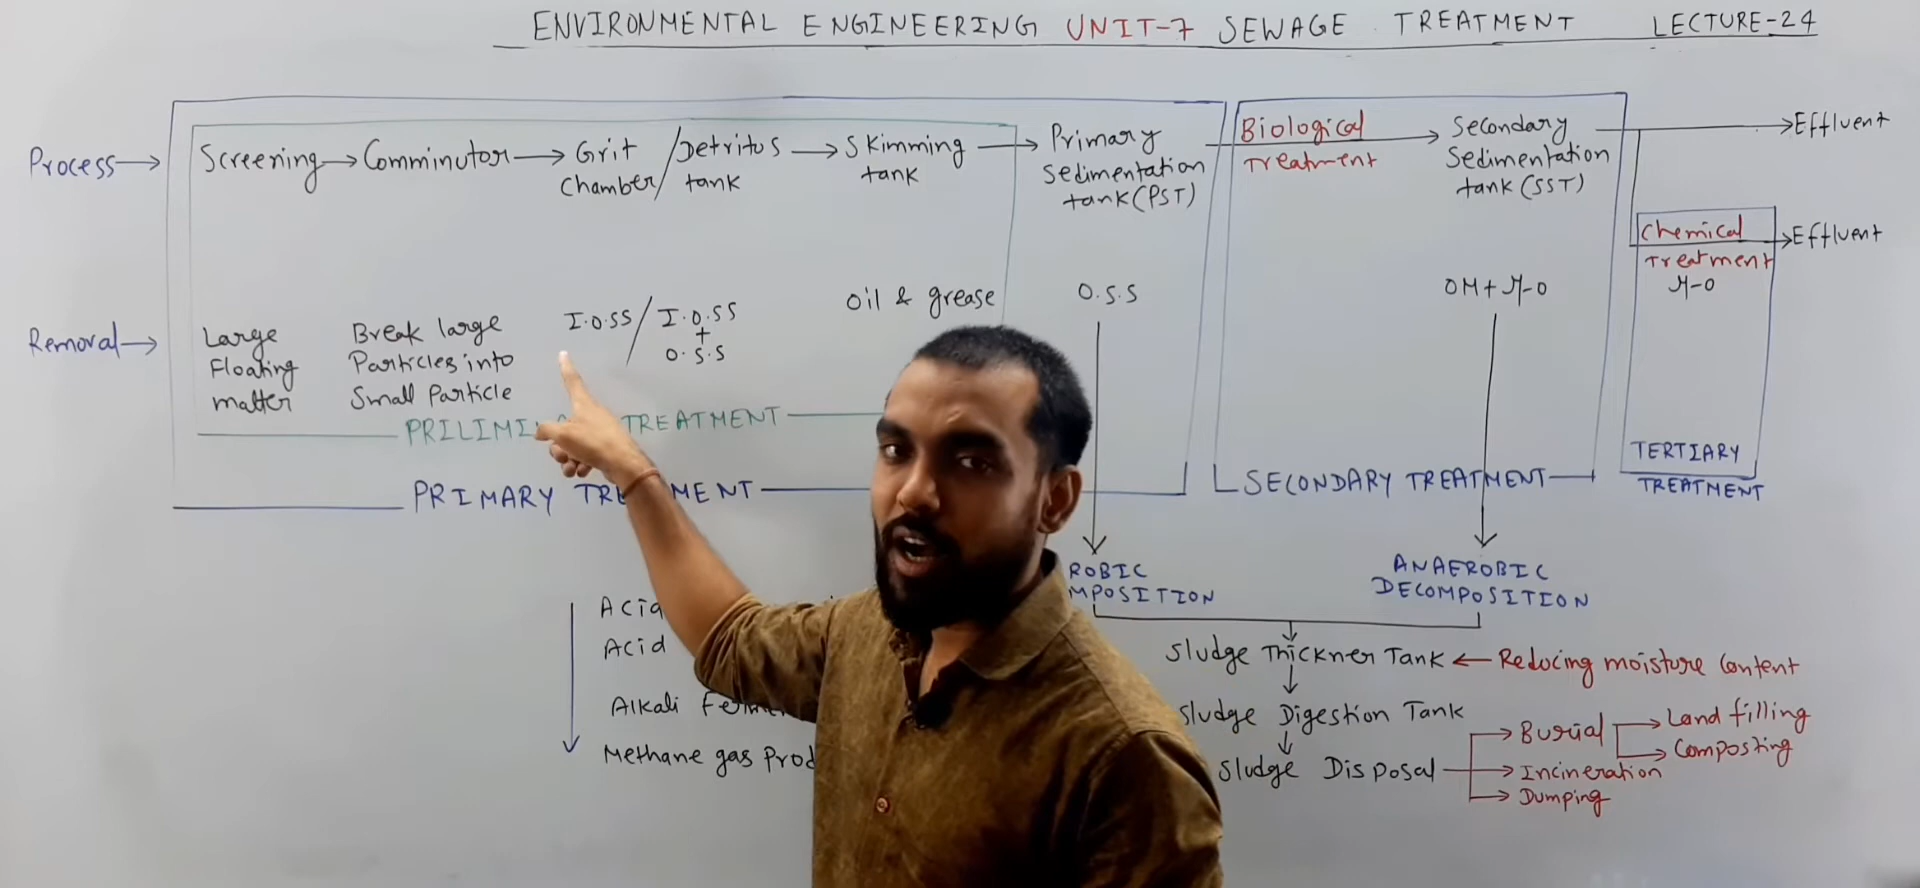 ENVIRONMENTAL ENGINEERING UNIT-7 SEWAGE TREATMENT LECTURE-24
Process
Screening
Comminutor
Grit
Chamber/
Detritus
tank
Skimming
tank
Primary
Sedimentation
tank(PST)
Biological
Treatment
Secondary
Sedimentation
tank(SST)
Effluent
Chemical
Treatment
M-O
Effluent
Removal
Large
Floating
matter
Break large
Particles into
Small Particle
I.O.SS/
I.O.SS
+
O.S.S
Oil & grease
O.S.S
OM+M-O
TREATMENT
PRIMARY
SECONDARY TREATMENT
TERTIARY
TREATMENT
ROBIC
MPOSITION
ANAEROBIC
DECOMPOSITION
Acid
Acid
Alkali
Methane gas Prod
Sludge Thickner Tank
Reducing moisture Content
Sludge Digestion Tank
Sludge Disposal
Burial
Land filling
Composting
Incineration
Dumping